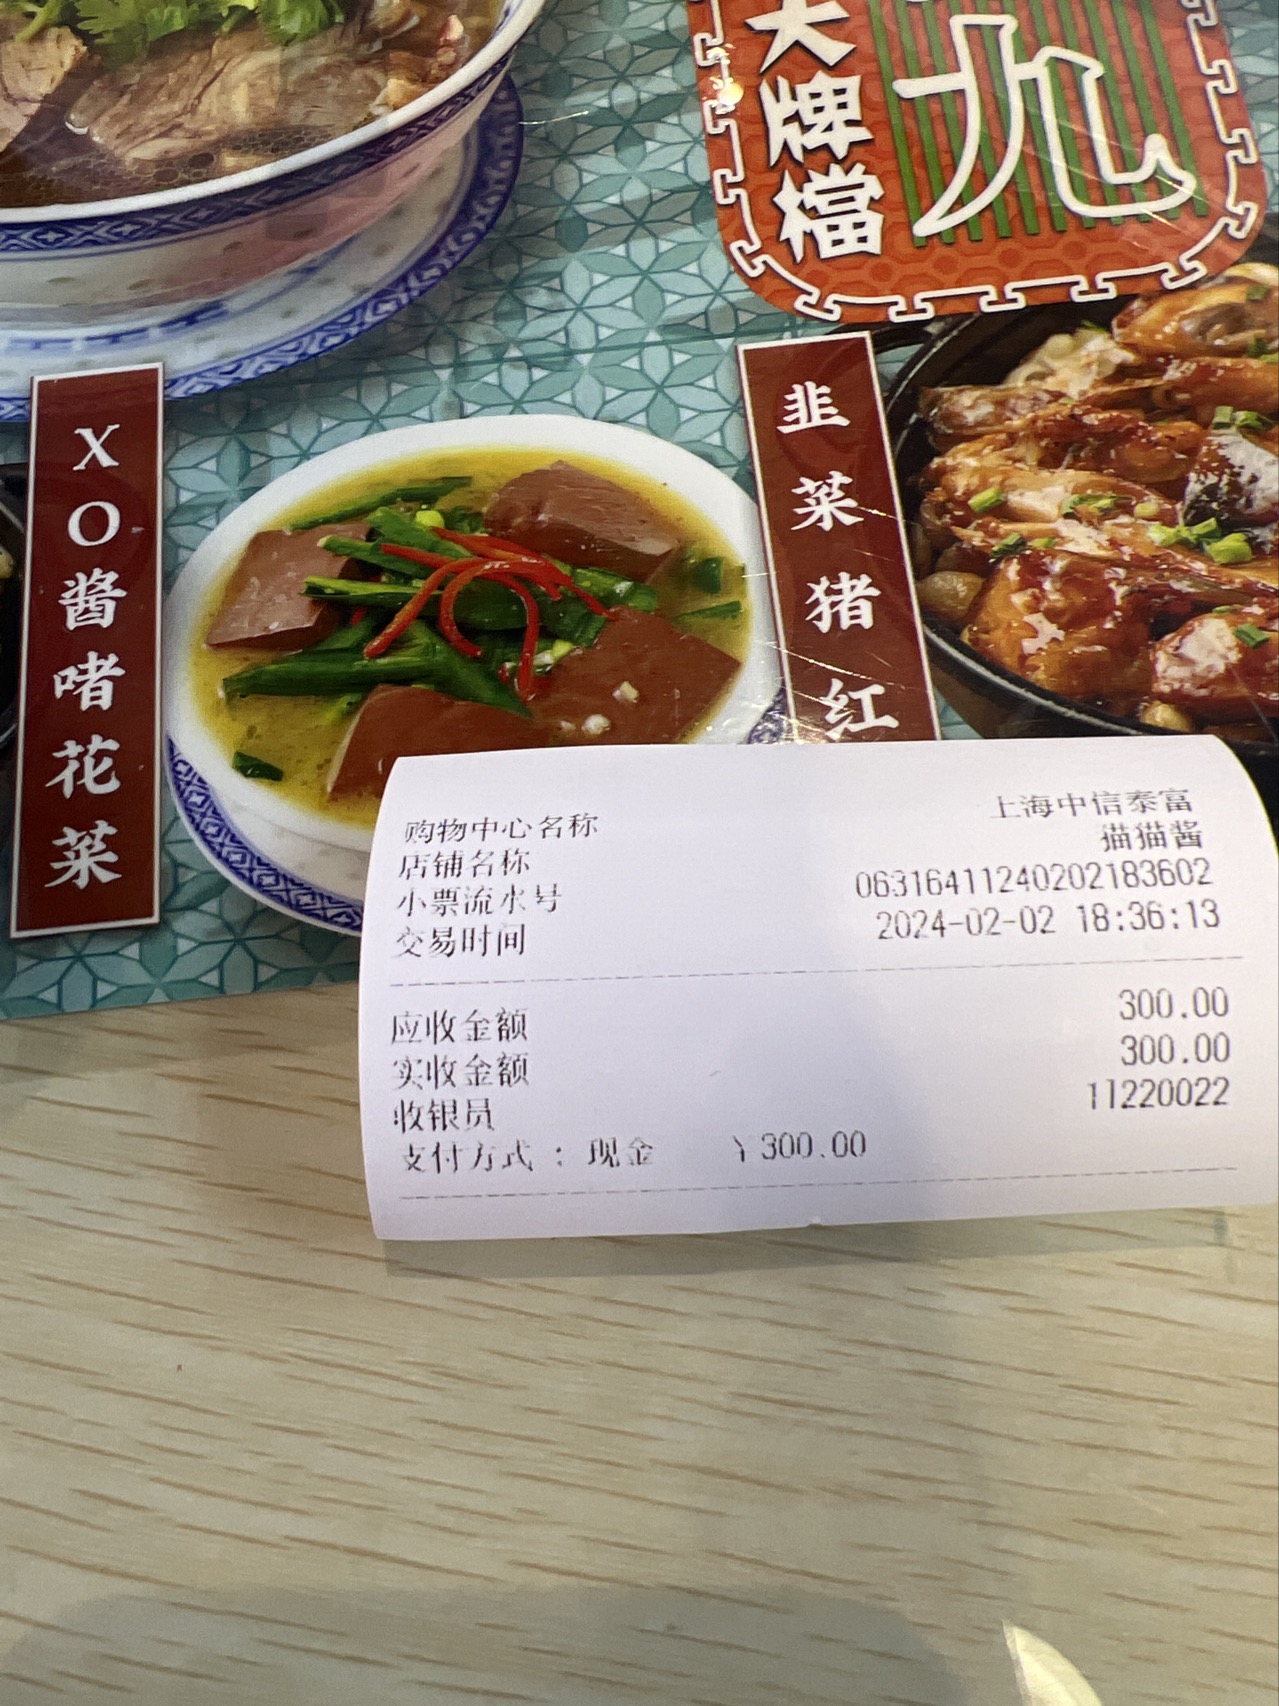 大牌檔
九
XO酱啫花菜
韭菜猪红
购物中心名称 上海中信泰富
店铺名称 猫猫酱
小票流水号 06316411240202183602
交易时间 2024-02-02 18:36:13
应收金额 300.00
实收金额 300.00
收银员 11220022
支付方式 : 现金 ¥300.00